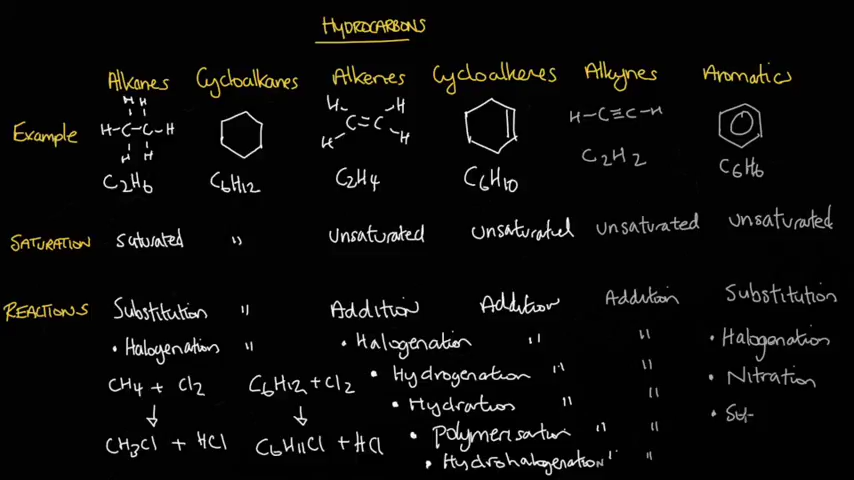 HYDROCARBONS
Alkanes Cycloalkanes Alkenes Cycloalkenes Alkynes Aromatics
Example
H H
H-C-C-H
H H
H H
C=C
H H
H-C≡C-H
C2H6 C6H12 C2H4 C6H10 C2H2 C6H6
SATURATION saturated " unsaturated unsaturated unsaturated unsaturated
REACTIONS Substitution " Addition Addition Addition Substitution
• Halogenation " • Halogenation " " • Halogenation
CH4 + Cl2 C6H12 + Cl2 • Hydrogenation " " • Nitration
↓ ↓ • Hydration " " • Sul
CH3Cl + HCl C6H11Cl + HCl • polymerisation " "
• Hydrohalogenation " "